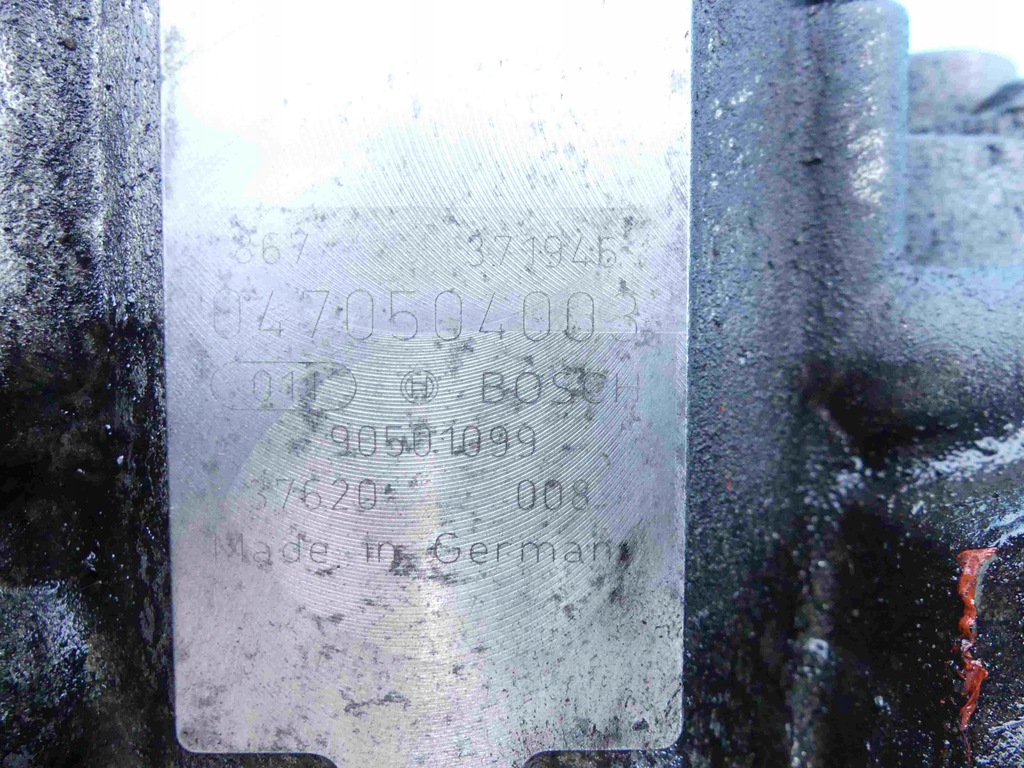 867 371946
0470504003
011 H BOSCH
90501099
37620 008
Made in Germany